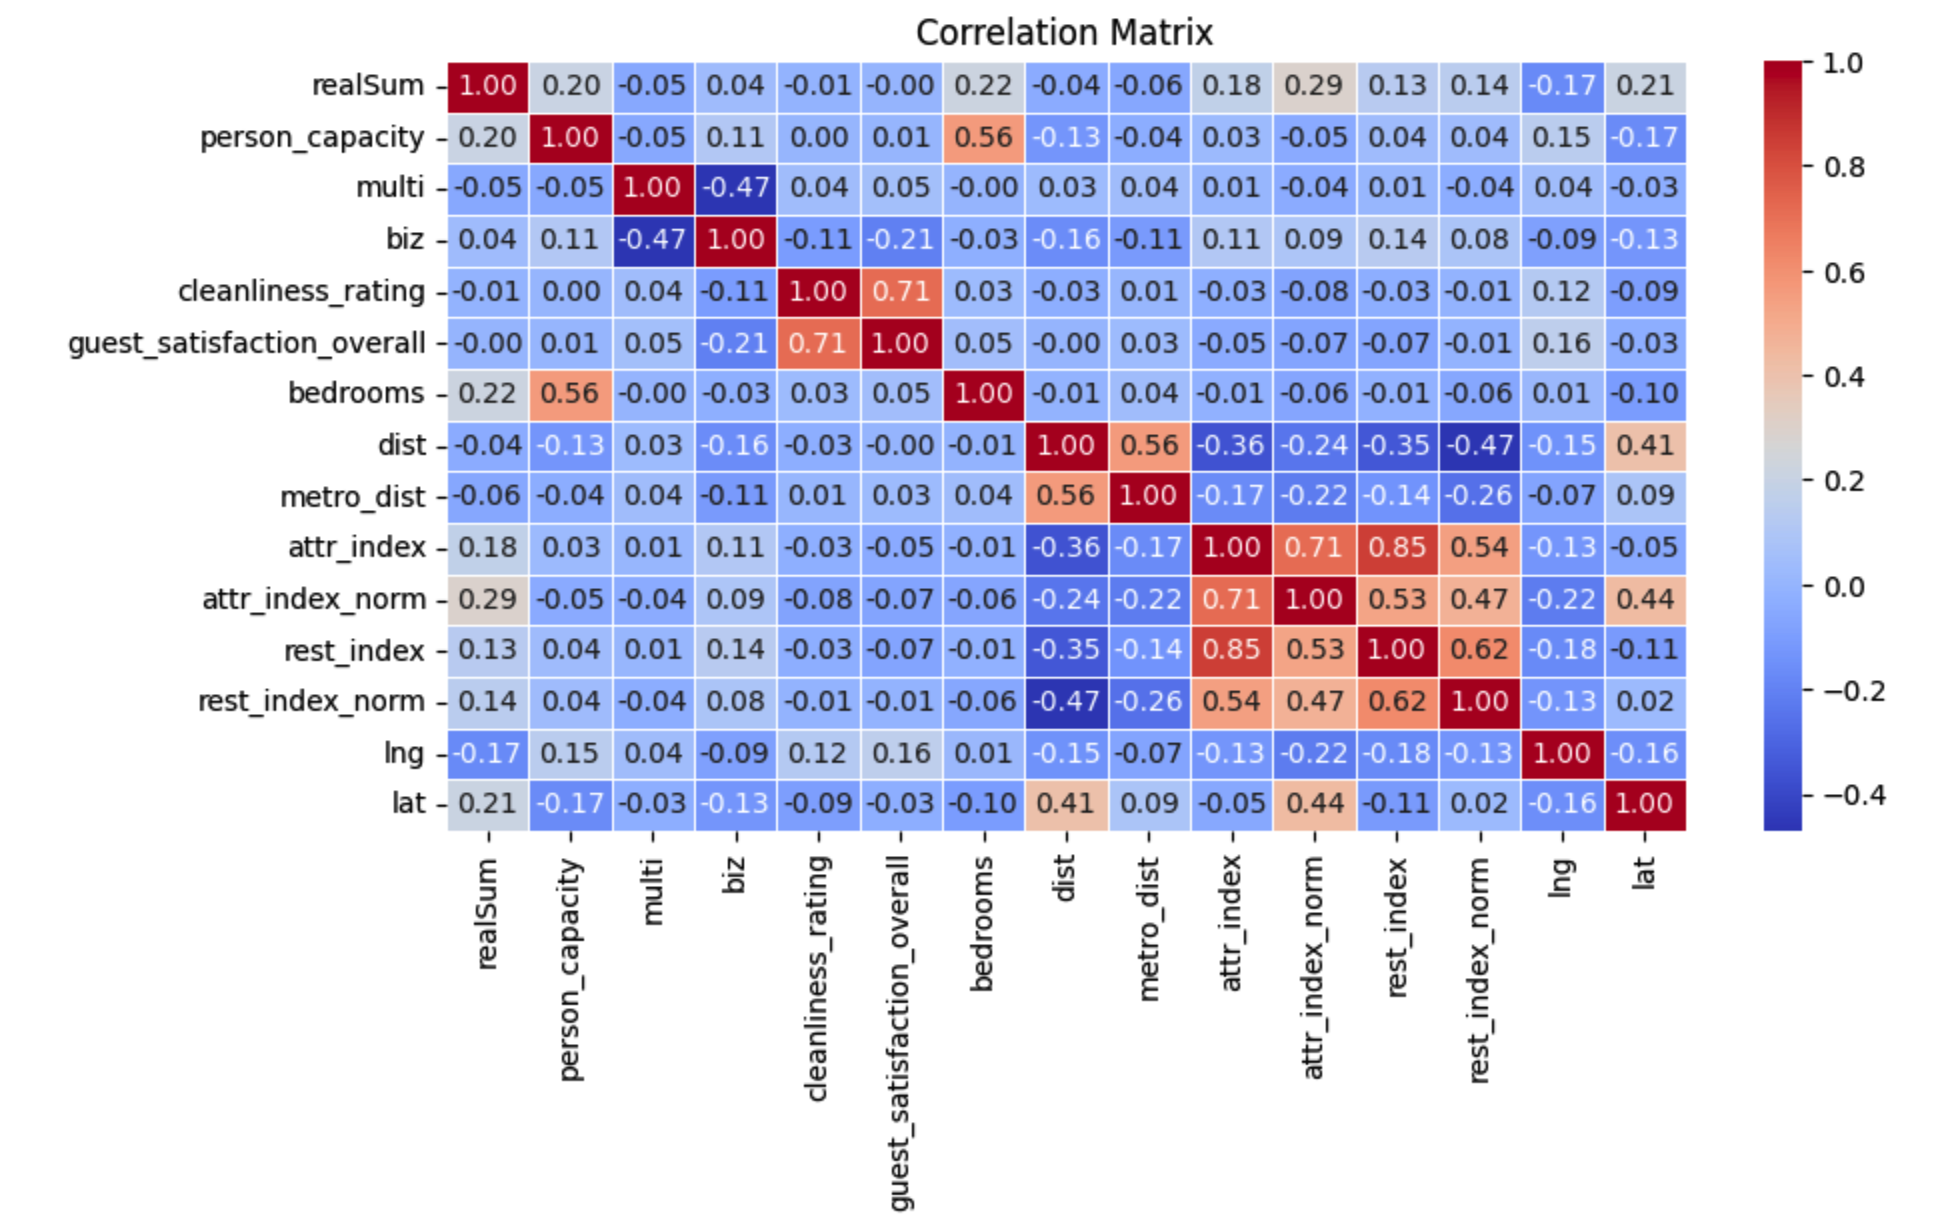 Correlation Matrix
realSum 1.00 0.20 -0.05 0.04 -0.01 -0.00 0.22 -0.04 -0.06 0.18 0.29 0.13 0.14 -0.17 0.21
person_capacity 0.20 1.00 -0.05 0.11 0.00 0.01 0.56 -0.13 -0.04 0.03 -0.05 0.04 0.04 0.15 -0.17
multi -0.05 -0.05 1.00 -0.47 0.04 0.05 -0.00 0.03 0.04 0.01 -0.04 0.01 -0.04 0.04 -0.03
biz 0.04 0.11 -0.47 1.00 -0.11 -0.21 -0.03 -0.16 -0.11 0.11 0.09 0.14 0.08 -0.09 -0.13
cleanliness_rating -0.01 0.00 0.04 -0.11 1.00 0.71 0.03 -0.03 0.01 -0.03 -0.08 -0.03 -0.01 0.12 -0.09
guest_satisfaction_overall -0.00 0.01 0.05 -0.21 0.71 1.00 0.05 -0.00 0.03 -0.05 -0.07 -0.07 -0.01 0.16 -0.03
bedrooms 0.22 0.56 -0.00 -0.03 0.03 0.05 1.00 -0.01 0.04 -0.01 -0.06 -0.01 -0.06 0.01 -0.10
dist -0.04 -0.13 0.03 -0.16 -0.03 -0.00 -0.01 1.00 0.56 -0.36 -0.24 -0.35 -0.47 -0.15 0.41
metro_dist -0.06 -0.04 0.04 -0.11 0.01 0.03 0.04 0.56 1.00 -0.17 -0.22 -0.14 -0.26 -0.07 0.09
attr_index 0.18 0.03 0.01 0.11 -0.03 -0.05 -0.01 -0.36 -0.17 1.00 0.71 0.85 0.54 -0.13 -0.05
attr_index_norm 0.29 -0.05 -0.04 0.09 -0.08 -0.07 -0.06 -0.24 -0.22 0.71 1.00 0.53 0.47 -0.22 0.44
rest_index 0.13 0.04 0.01 0.14 -0.03 -0.07 -0.01 -0.35 -0.14 0.85 0.53 1.00 0.62 -0.18 -0.11
rest_index_norm 0.14 0.04 -0.04 0.08 -0.01 -0.01 -0.06 -0.47 -0.26 0.54 0.47 0.62 1.00 -0.13 0.02
lng -0.17 0.15 0.04 -0.09 0.12 0.16 0.01 -0.15 -0.07 -0.13 -0.22 -0.18 -0.13 1.00 -0.16
lat 0.21 -0.17 -0.03 -0.13 -0.09 -0.03 -0.10 0.41 0.09 -0.05 0.44 -0.11 0.02 -0.16 1.00
realSum
person_capacity
multi
biz
cleanliness_rating
guest_satisfaction_overall
bedrooms
dist
metro_dist
attr_index
attr_index_norm
rest_index
rest_index_norm
lng
lat
1.0
0.8
0.6
0.4
0.2
0.0
−0.2
−0.4